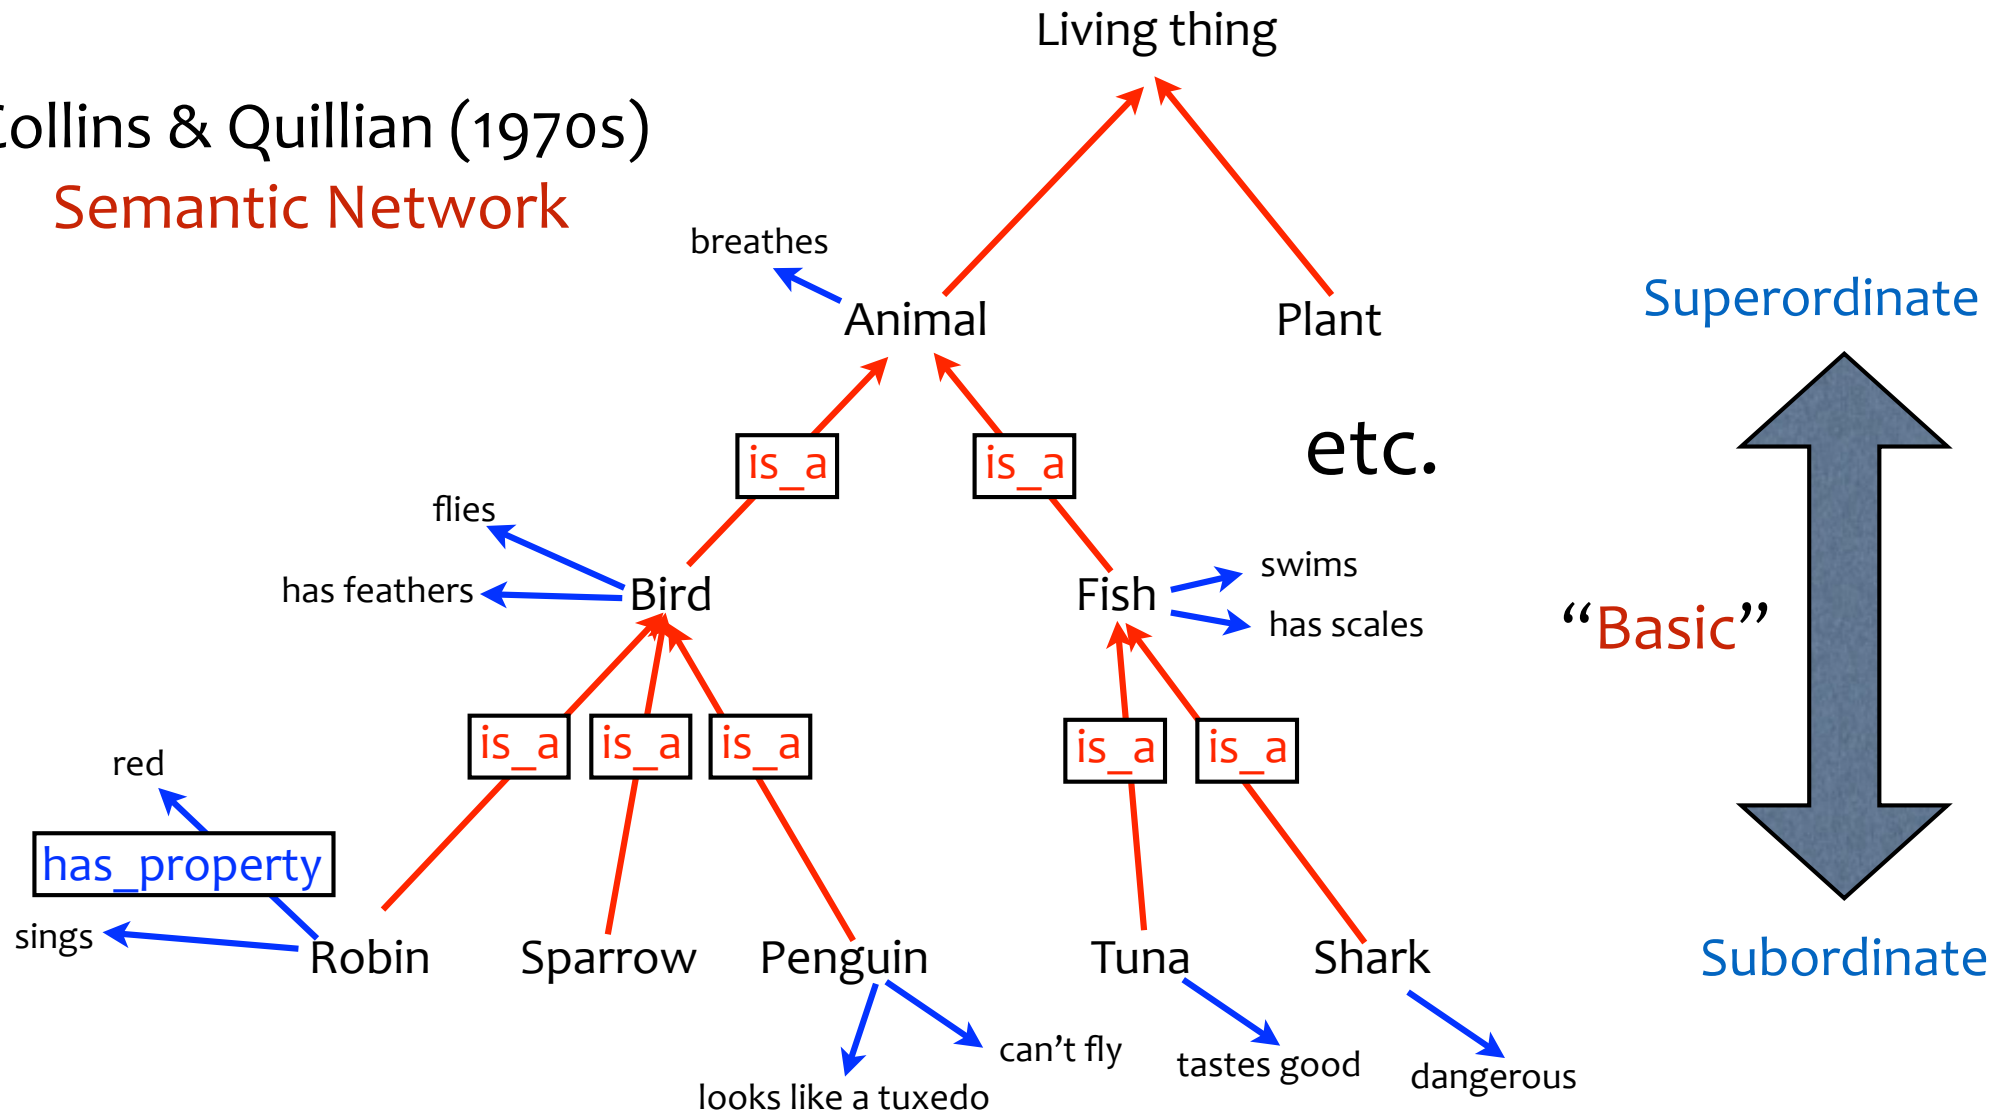 Living thing
Collins & Quillian (1970s)
Semantic Network
breathes
Animal
Plant
Superordinate
is_a
is_a
etc.
flies
has feathers
Bird
Fish
swims
has scales
“Basic”
is_a
is_a
is_a
is_a
is_a
red
has_property
sings
Robin
Sparrow
Penguin
Tuna
Shark
Subordinate
can’t fly
looks like a tuxedo
tastes good
dangerous